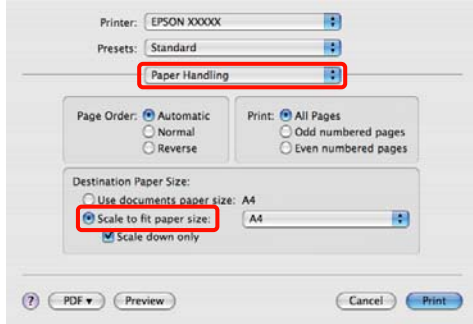 Printer: EPSON XXXXX
Presets: Standard
Paper Handling
Page Order: Automatic Print: All Pages
Normal Odd numbered pages
Reverse Even numbered pages
Destination Paper Size:
Use documents paper size: A4
Scale to fit paper size: A4
Scale down only
? PDF ▾ Preview Cancel Print